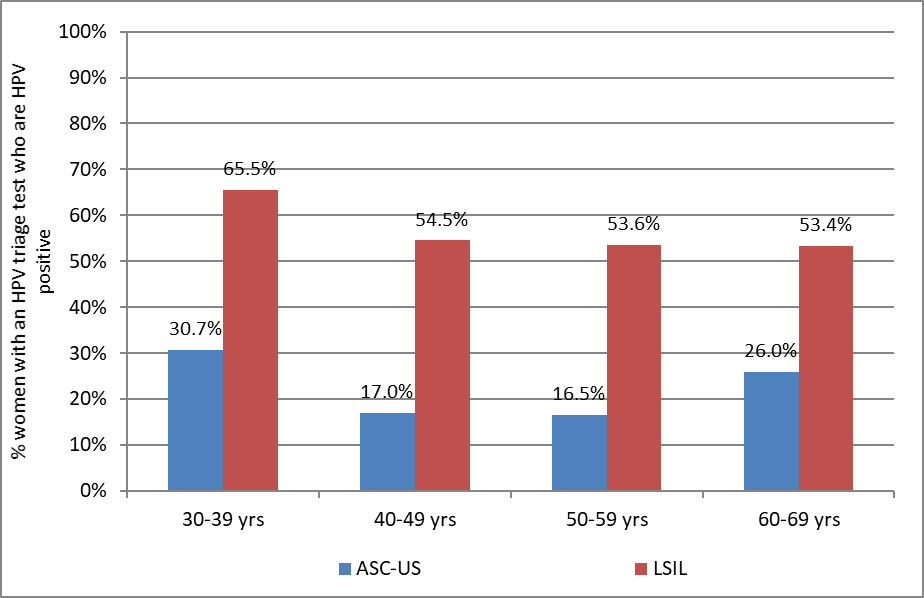 % women with an HPV triage test who are HPV
positive
100%
90%
80%
70%
60%
50%
40%
30%
20%
10%
0%
30.7%
65.5%
17.0%
54.5%
16.5%
53.6%
26.0%
53.4%
30-39 yrs
40-49 yrs
50-59 yrs
60-69 yrs
ASC-US
LSIL